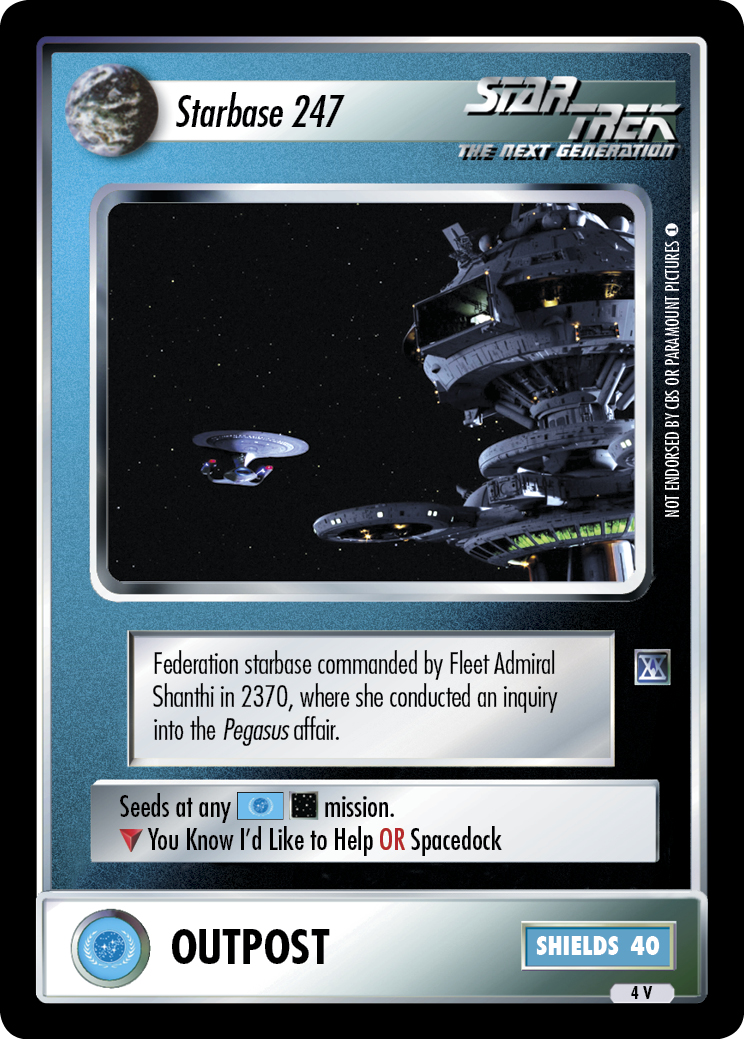 Starbase 247
STAR TREK
THE NEXT GENERATION
NOT ENDORSED BY CBS OR PARAMOUNT PICTURES 1
Federation starbase commanded by Fleet Admiral
Shanthi in 2370, where she conducted an inquiry
into the Pegasus affair.
Seeds at any mission.
You Know I'd Like to Help OR Spacedock
OUTPOST
SHIELDS 40
4 V